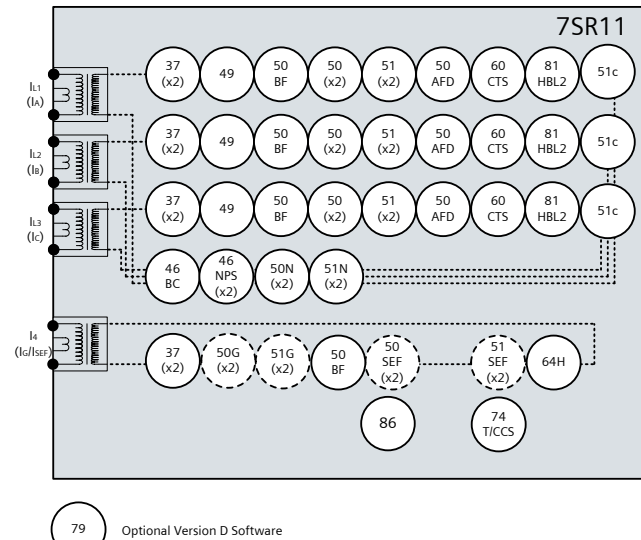 7SR11
IL1
(IA)
37
(x2)
49
50
BF
50
(x2)
51
(x2)
50
AFD
60
CTS
81
HBL2
51c
IL2
(IB)
37
(x2)
49
50
BF
50
(x2)
51
(x2)
50
AFD
60
CTS
81
HBL2
51c
IL3
(IC)
37
(x2)
49
50
BF
50
(x2)
51
(x2)
50
AFD
60
CTS
81
HBL2
51c
46
BC
46
NPS
(x2)
50N
(x2)
51N
(x2)
I4
(IG/ISEF)
37
(x2)
50G
(x2)
51G
(x2)
50
BF
50
SEF
(x2)
51
SEF
(x2)
64H
86
74
T/CCS
79
Optional Version D Software